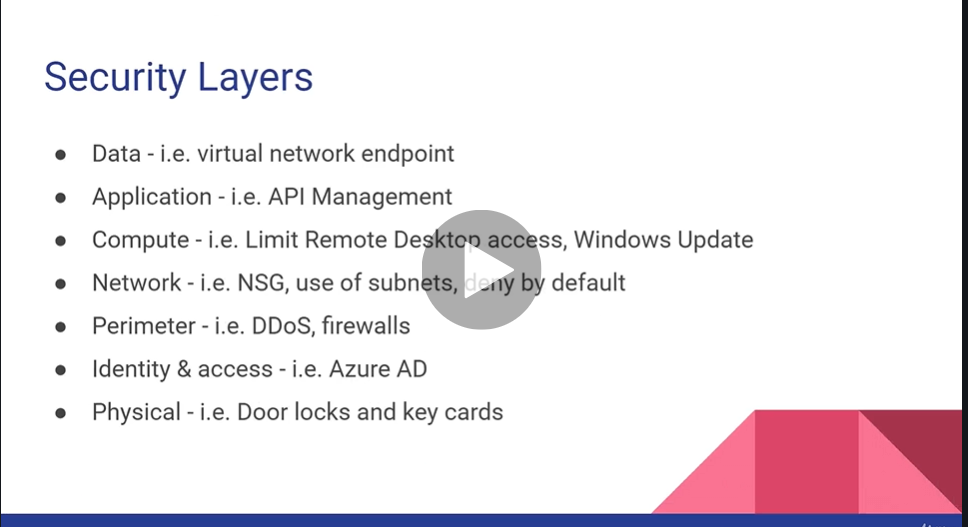 Security Layers
● Data - i.e. virtual network endpoint
● Application - i.e. API Management
● Compute - i.e. Limit Remote Desktop access, Windows Update
● Network - i.e. NSG, use of subnets, deny by default
● Perimeter - i.e. DDoS, firewalls
● Identity & access - i.e. Azure AD
● Physical - i.e. Door locks and key cards